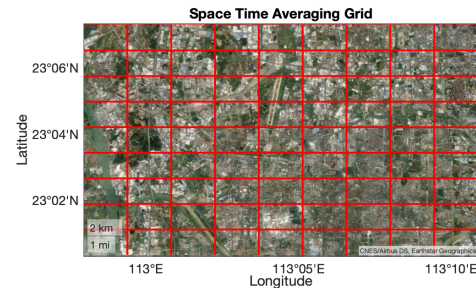 Space Time Averaging Grid
23°06'N
23°04'N
23°02'N
Latitude
2 km
1 mi
CNES/Airbus DS, Earthstar Geographics
113°E
113°05'E
113°10'E
Longitude